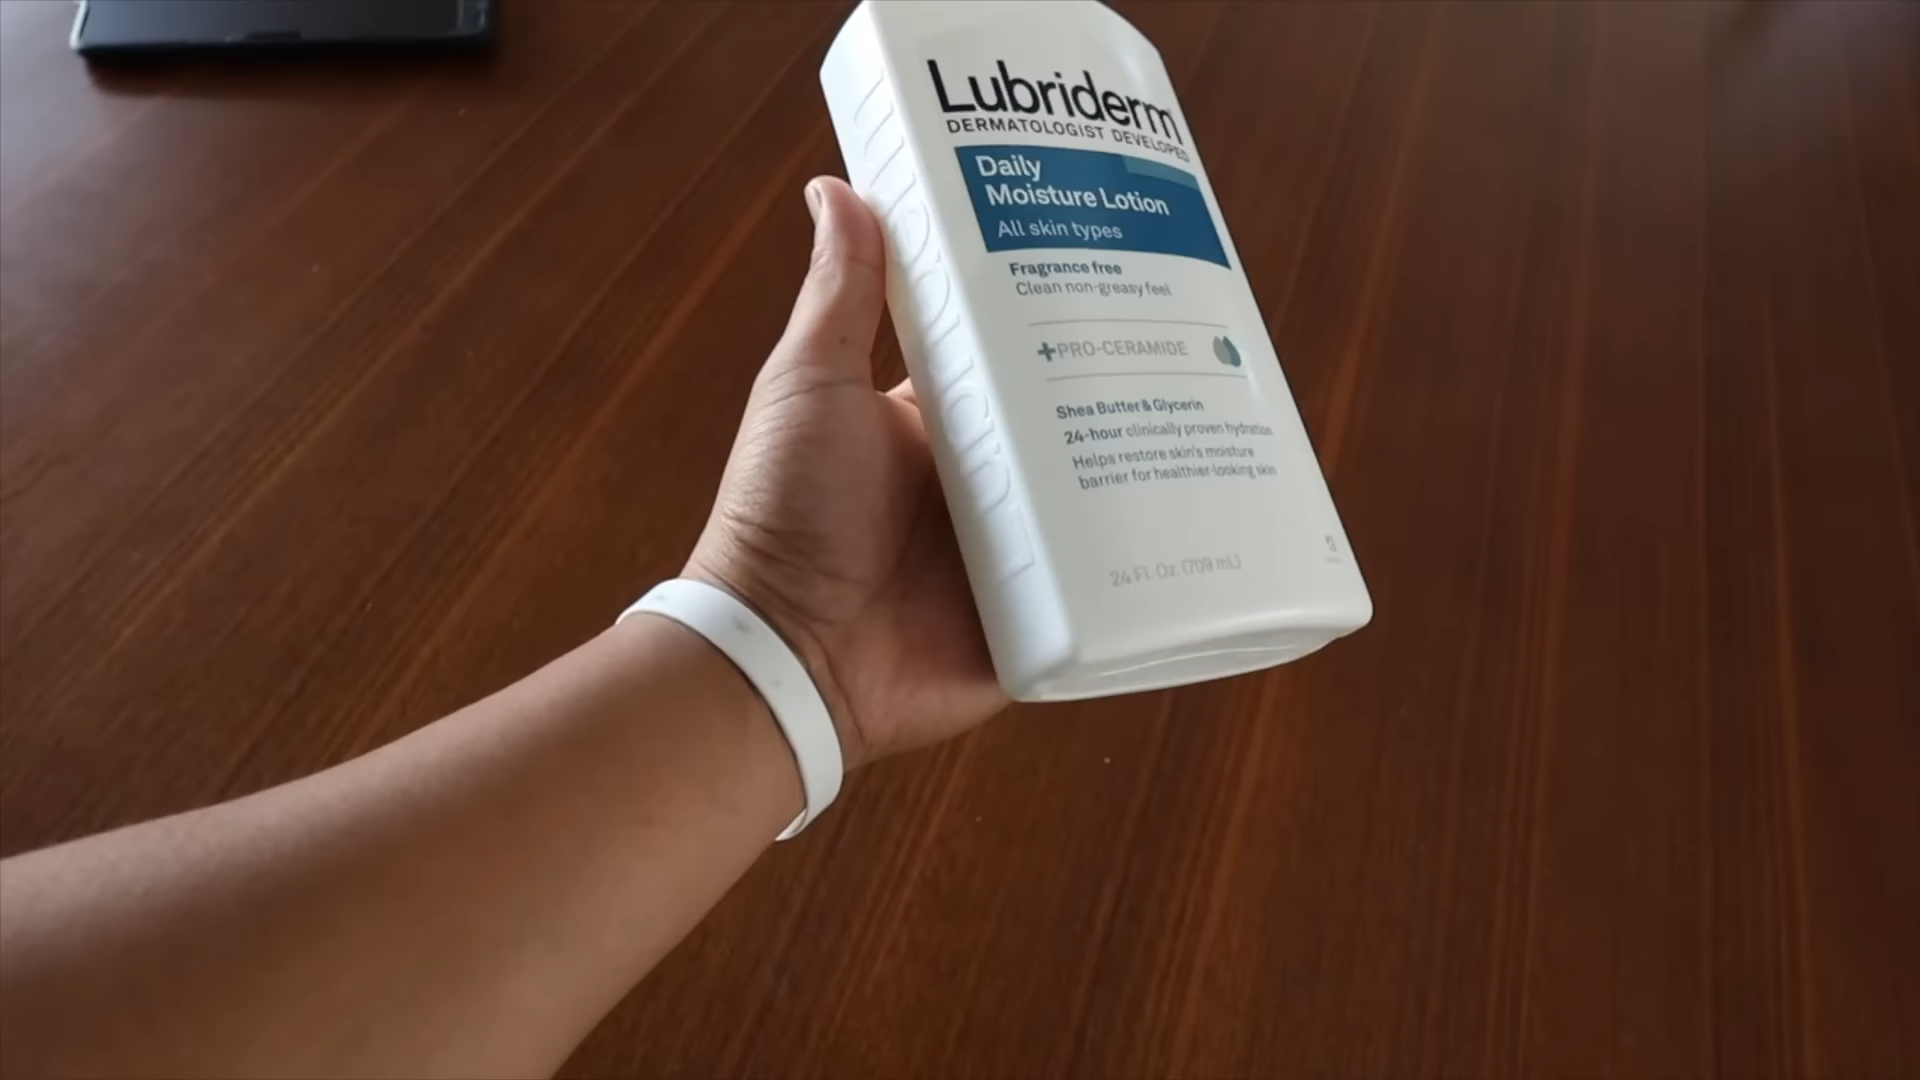 Lubriderm
DERMATOLOGIST DEVELOPED
Daily
Moisture Lotion
All skin types
Fragrance free
Clean non-greasy feel
+PRO-CERAMIDE
Shea Butter & Glycerin
24-hour clinically proven hydration
Helps restore skin's moisture
barrier for healthier-looking skin
24 Fl. Oz. (709 mL)
Lubriderm